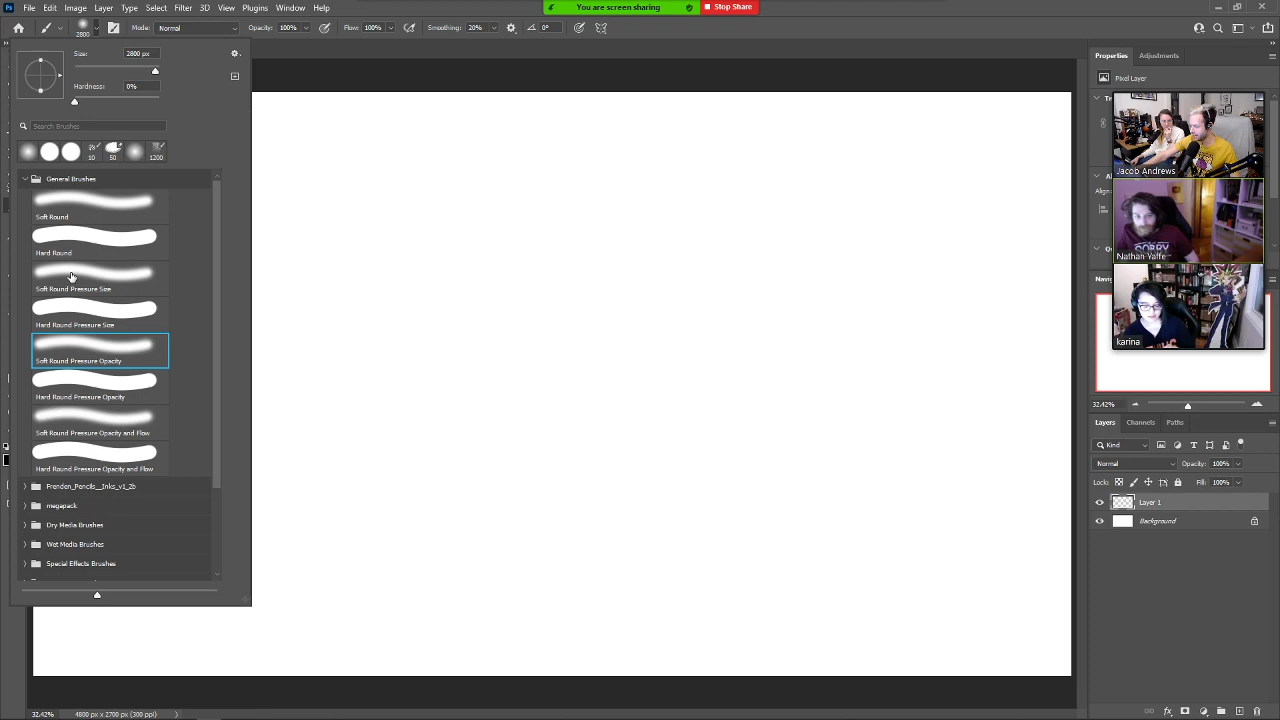 Ps File Edit Image Layer Type Select Filter 3D View Plugins Window Help
You are screen sharing
Stop Share
2800
Mode: Normal
Opacity: 100%
Flow: 100%
Smoothing: 20%
0°
Size: 2800 px
Hardness: 0%
Search Brushes
10 50 1200
General Brushes
Soft Round
Hard Round
Soft Round Pressure Size
Hard Round Pressure Size
Soft Round Pressure Opacity
Hard Round Pressure Opacity
Soft Round Pressure Opacity and Flow
Hard Round Pressure Opacity and Flow
Frenden_Pencils__Inks_v1_2b
megapack
Dry Media Brushes
Wet Media Brushes
Special Effects Brushes
Properties Adjustments
Pixel Layer
Jacob Andrews
SORRY
Nathan Yaffe
karina
32.42%
Layers Channels Paths
Kind
Normal
Opacity: 100%
Lock:
Fill: 100%
Layer 1
Background
32.42%
4800 px x 2700 px (300 ppi)